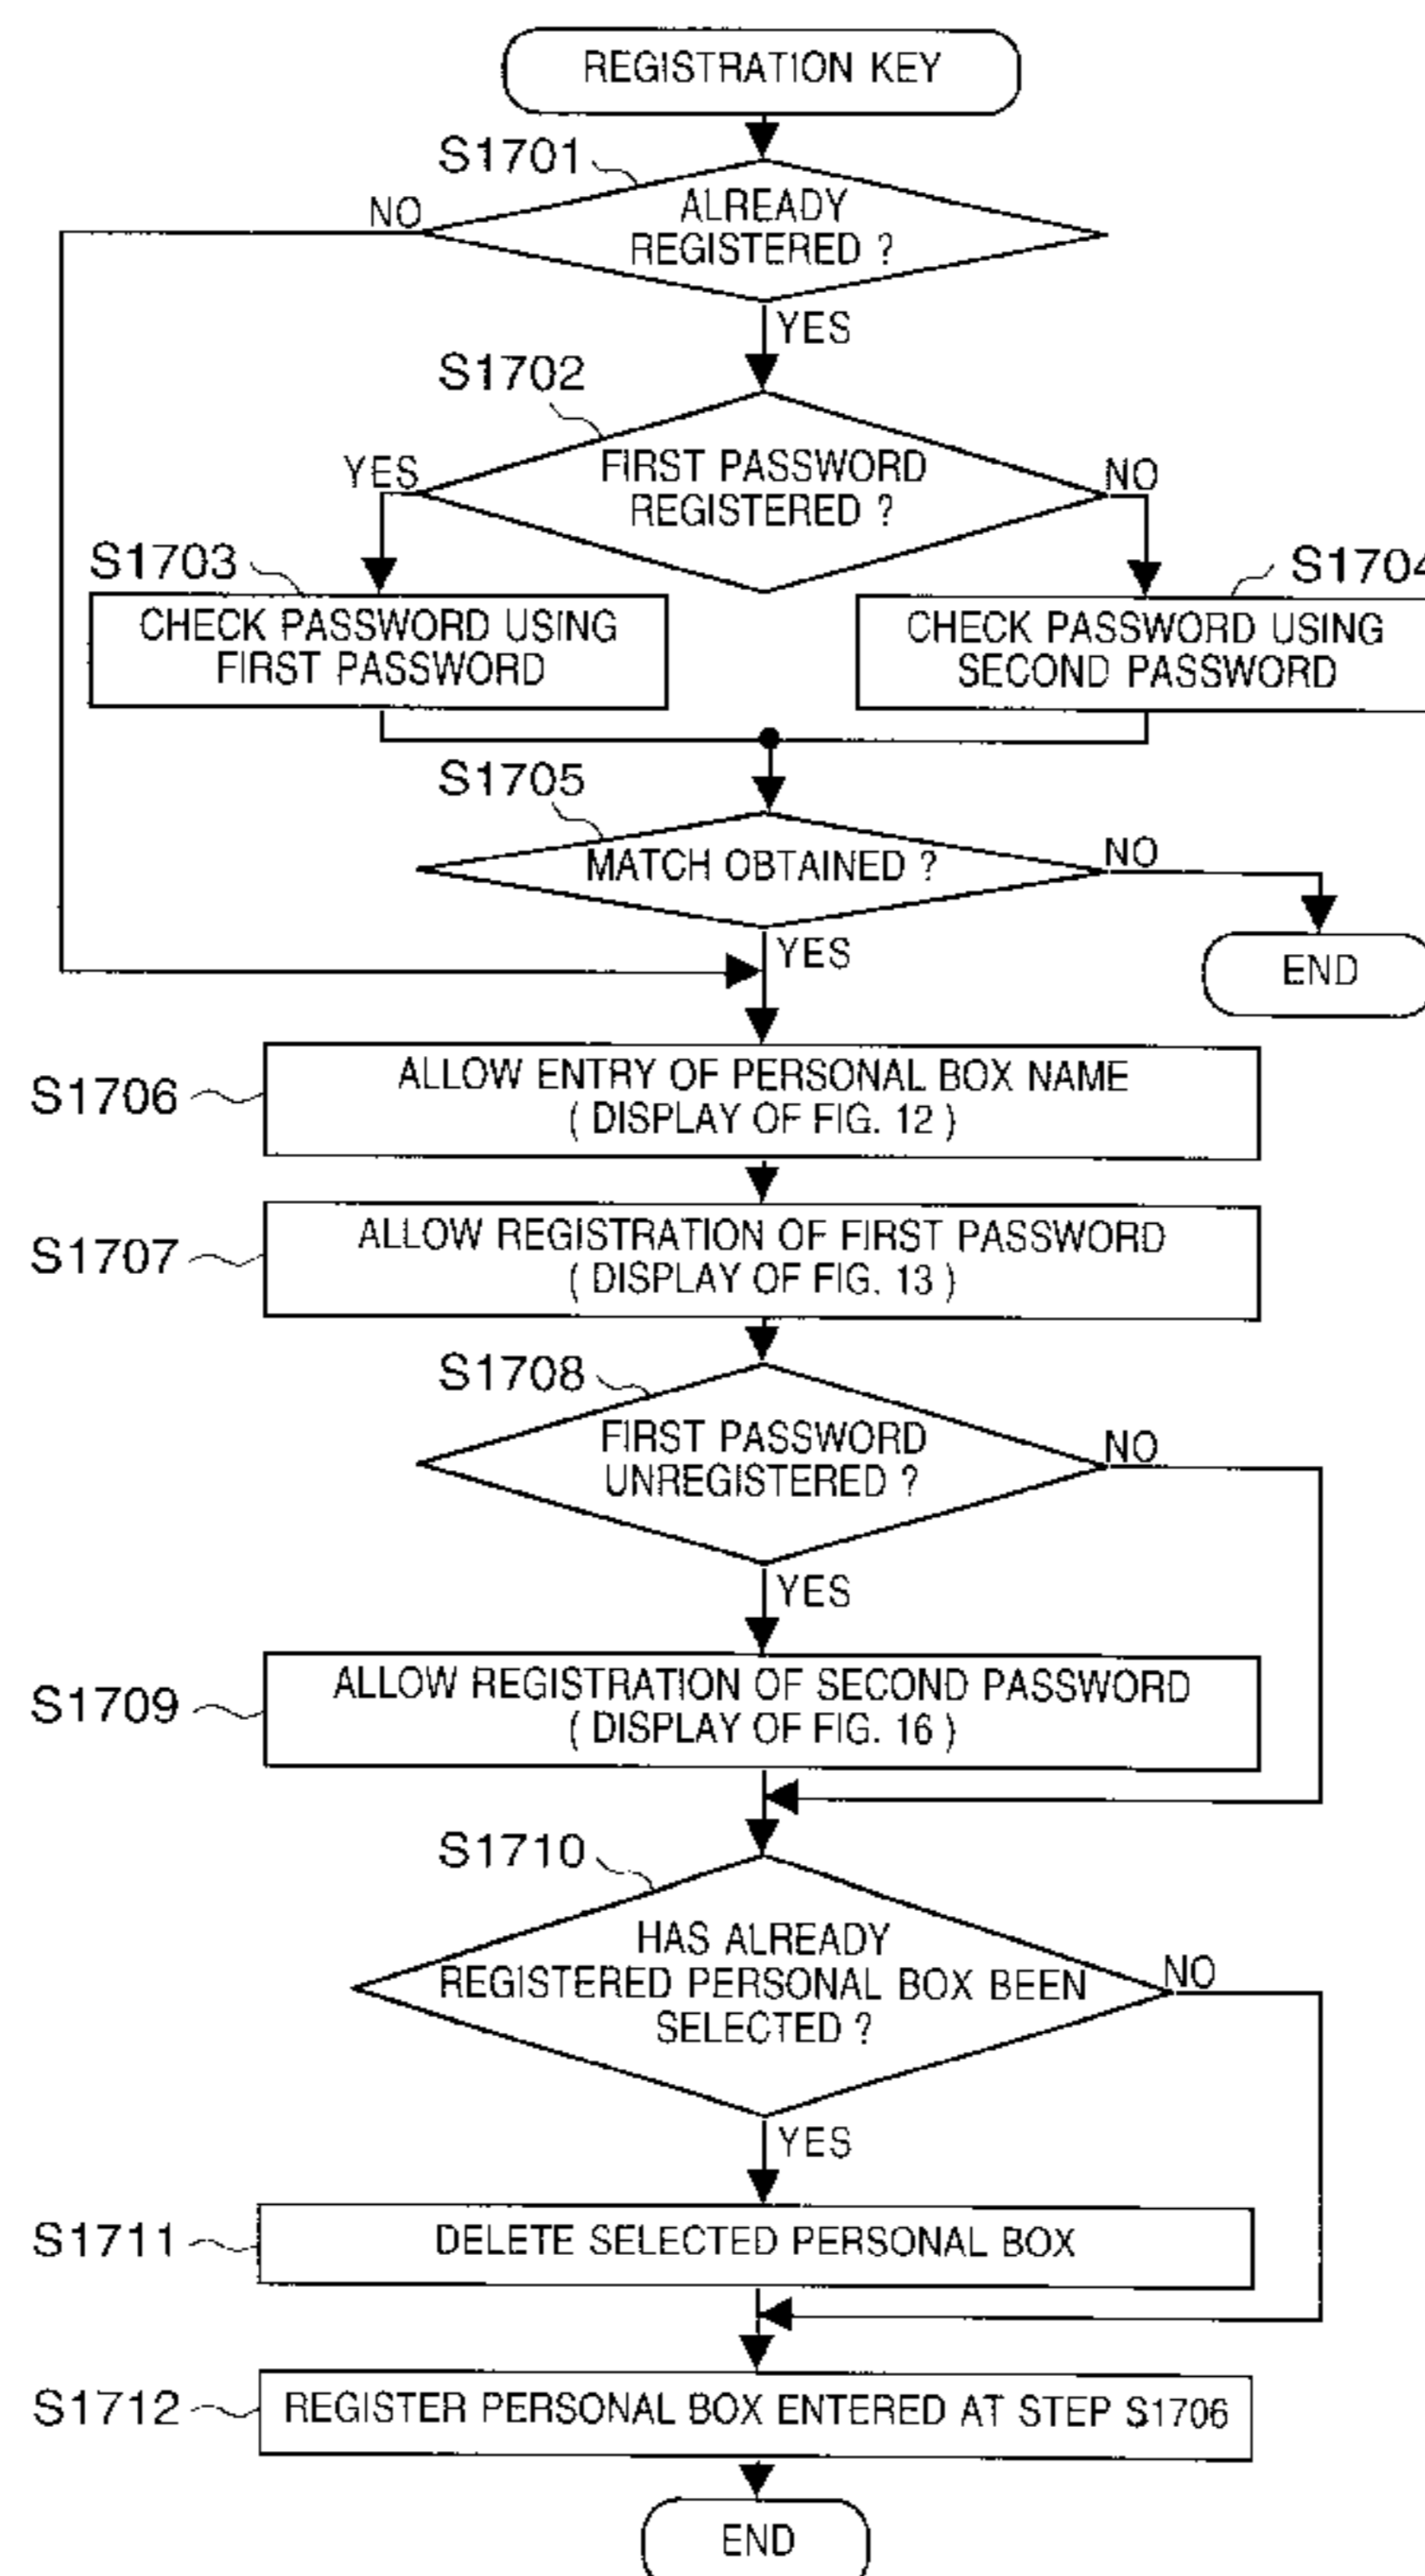 REGISTRATION KEY
S1701
ALREADY
REGISTERED ?
NO
YES
S1702
FIRST PASSWORD
REGISTERED ?
YES
NO
S1703
CHECK PASSWORD USING
FIRST PASSWORD
S1704
CHECK PASSWORD USING
SECOND PASSWORD
S1705
MATCH OBTAINED ?
NO
YES
END
S1706
ALLOW ENTRY OF PERSONAL BOX NAME
( DISPLAY OF FIG. 12 )
S1707
ALLOW REGISTRATION OF FIRST PASSWORD
( DISPLAY OF FIG. 13 )
S1708
FIRST PASSWORD
UNREGISTERED ?
NO
YES
S1709
ALLOW REGISTRATION OF SECOND PASSWORD
( DISPLAY OF FIG. 16 )
S1710
HAS ALREADY
REGISTERED PERSONAL BOX BEEN
SELECTED ?
NO
YES
S1711
DELETE SELECTED PERSONAL BOX
S1712
REGISTER PERSONAL BOX ENTERED AT STEP S1706
END